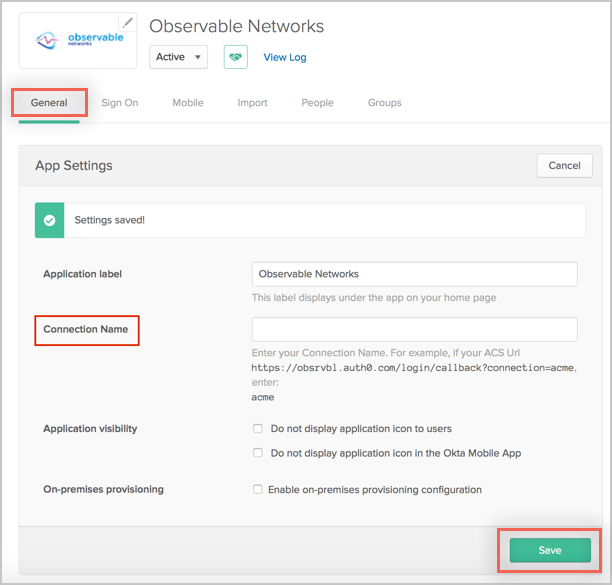 observable
networks
Observable Networks
Active
View Log
General Sign On Mobile Import People Groups
App Settings
Cancel
Settings saved!
Application label
Observable Networks
This label displays under the app on your home page
Connection Name
Enter your Connection Name. For example, if your ACS Url
https://obsrvbl.auth0.com/login/callback?connection=acme,
enter:
acme
Application visibility
Do not display application icon to users
Do not display application icon in the Okta Mobile App
On-premises provisioning
Enable on-premises provisioning configuration
Save